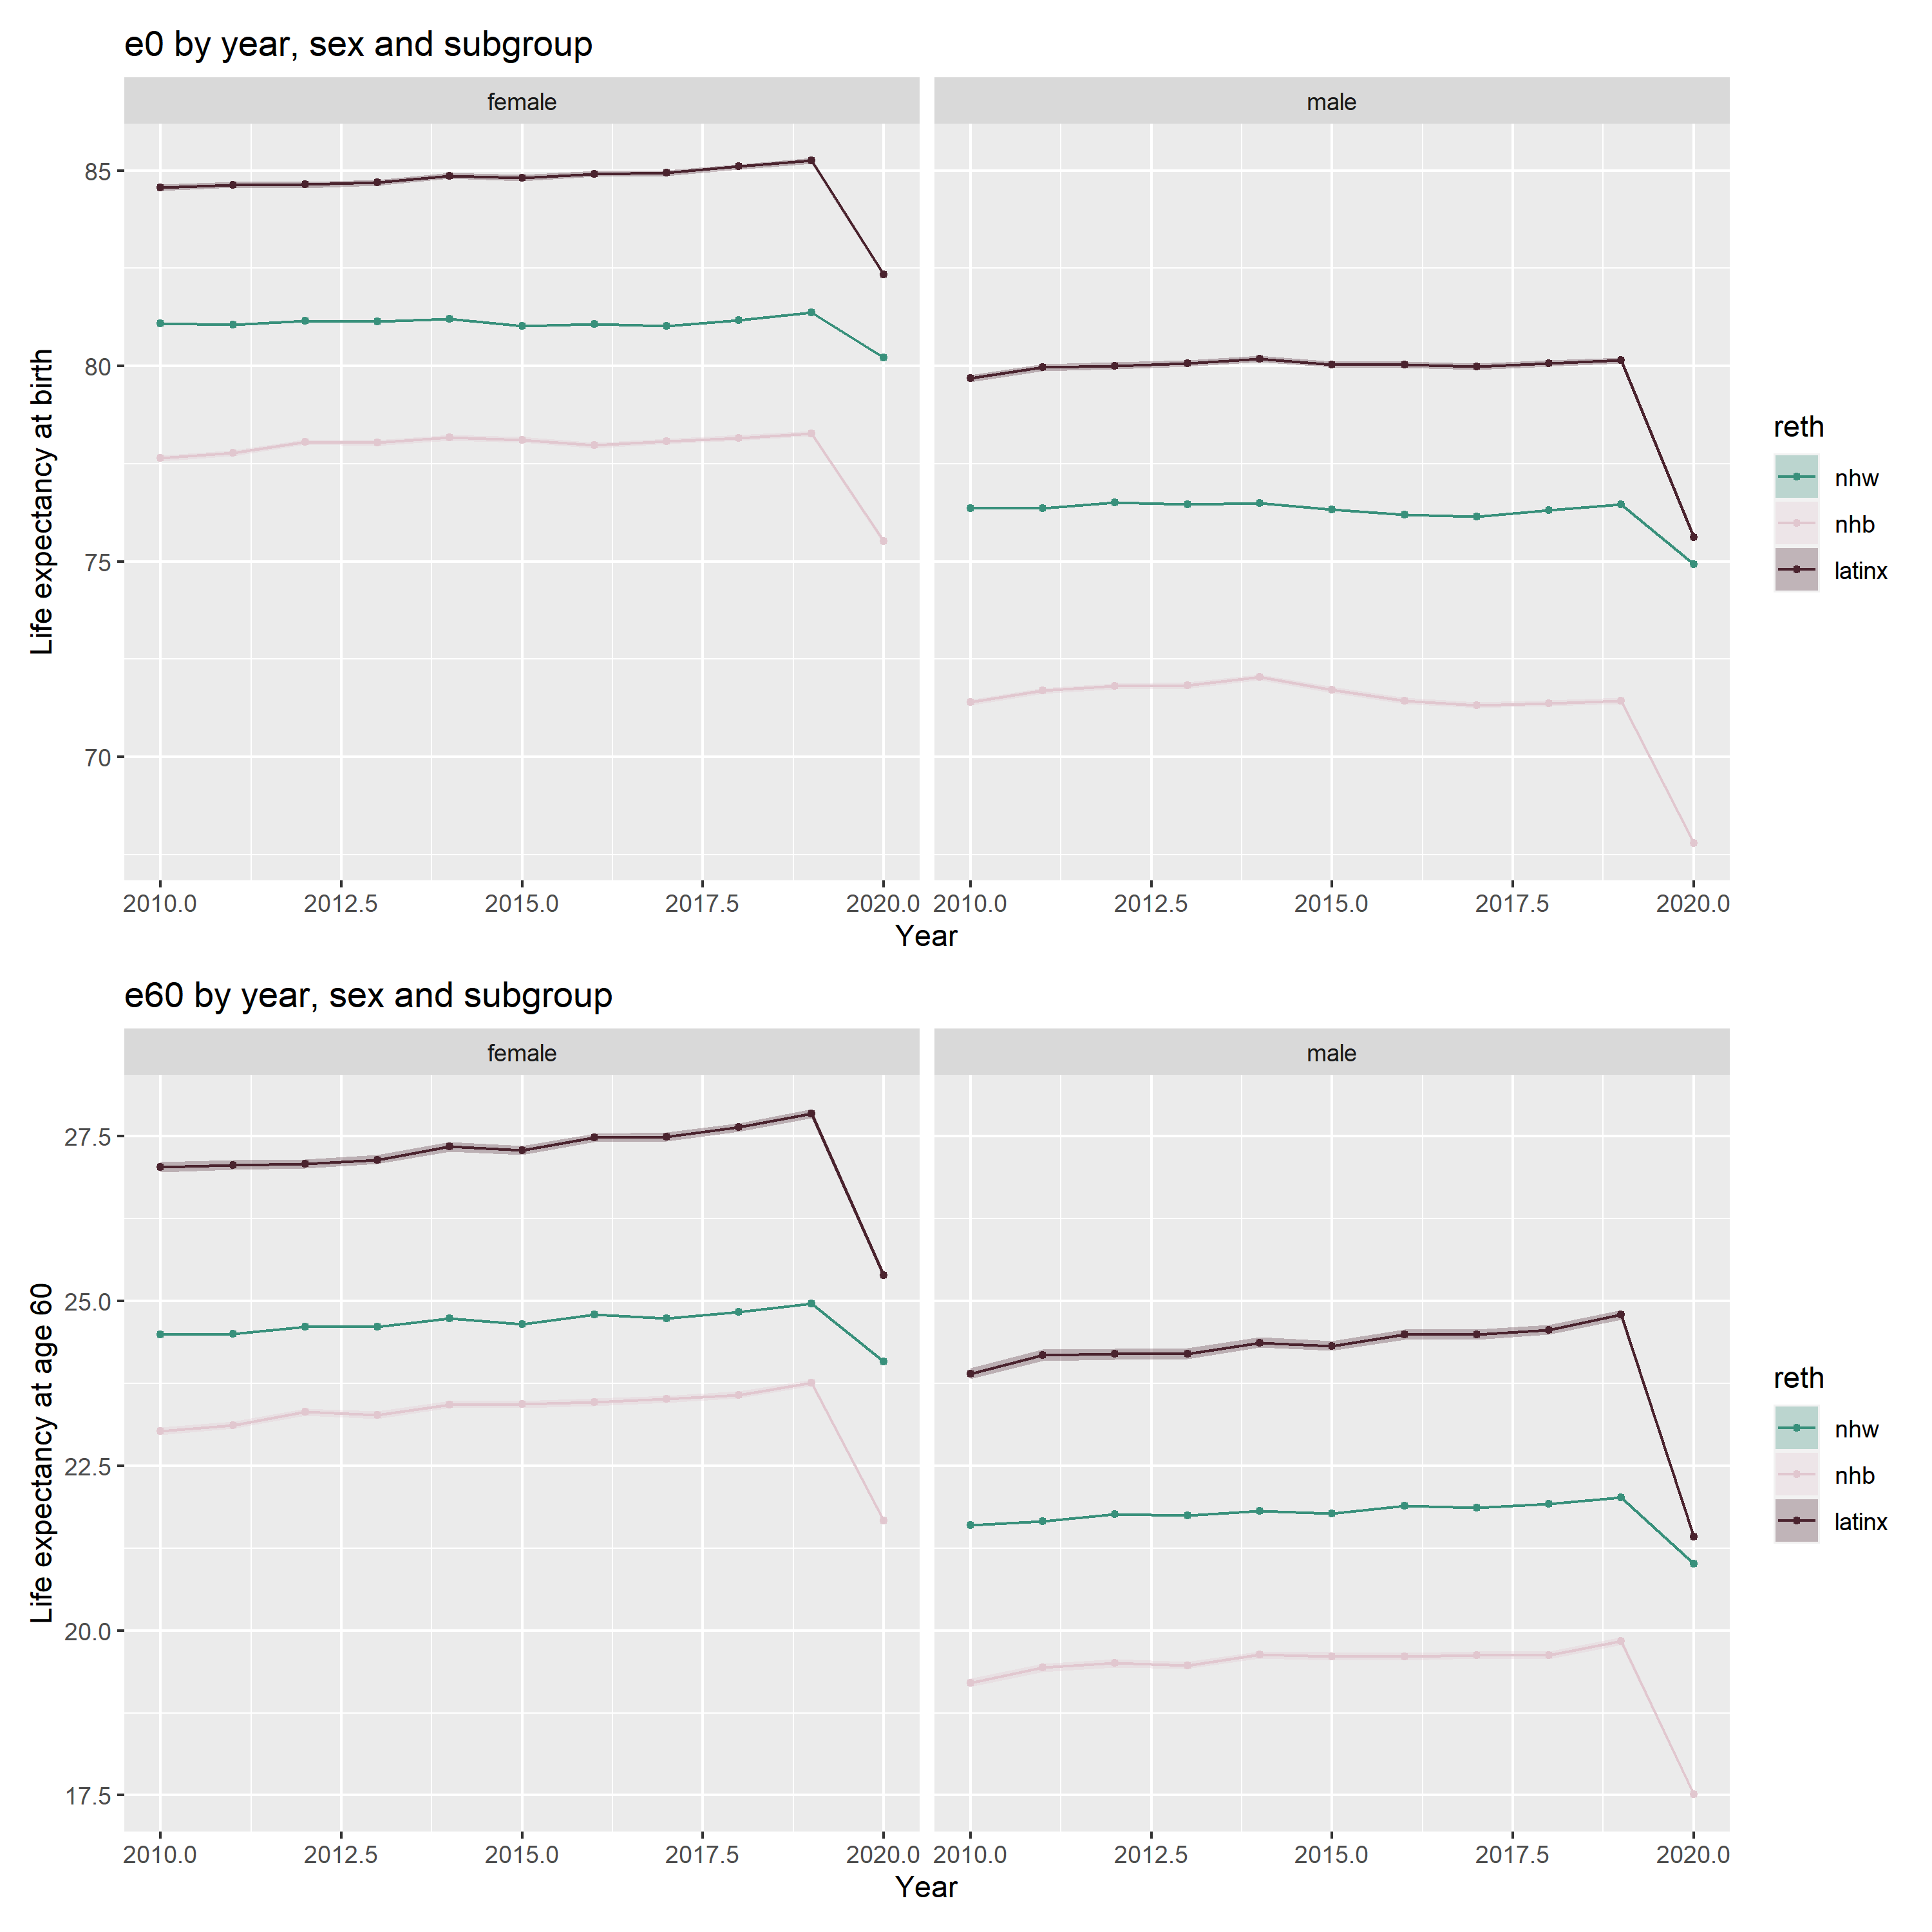 e0 by year, sex and subgroup
female
male
85
80
75
70
Life expectancy at birth
2010.0 2012.5 2015.0 2017.5 2020.0
2010.0 2012.5 2015.0 2017.5 2020.0
Year
reth
nhw
nhb
latinx
e60 by year, sex and subgroup
female
male
27.5
25.0
22.5
20.0
17.5
Life expectancy at age 60
2010.0 2012.5 2015.0 2017.5 2020.0
2010.0 2012.5 2015.0 2017.5 2020.0
Year
reth
nhw
nhb
latinx